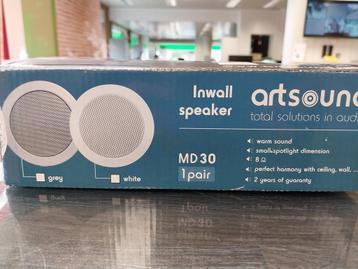 Inwall
speaker
artsound
total solutions in audio
MD30
1 pair
warm sound
small&spotlight dimension
8 Ω
perfect harmony with ceiling, wall, ...
2 years of guaranty
grey
white